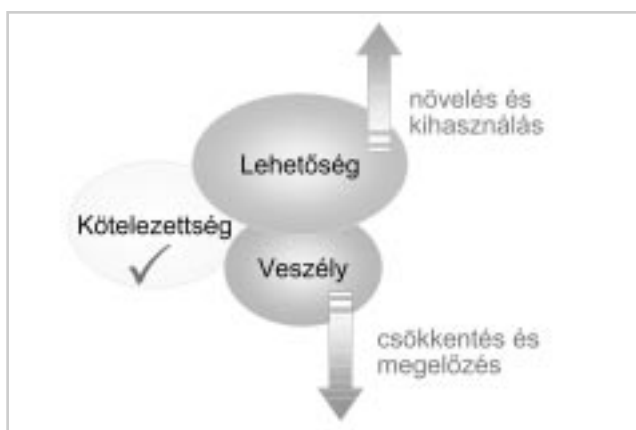 növelés és
kihasználás
Lehetőség
Kötelezettség
Veszély
csökkentés és
megelőzés